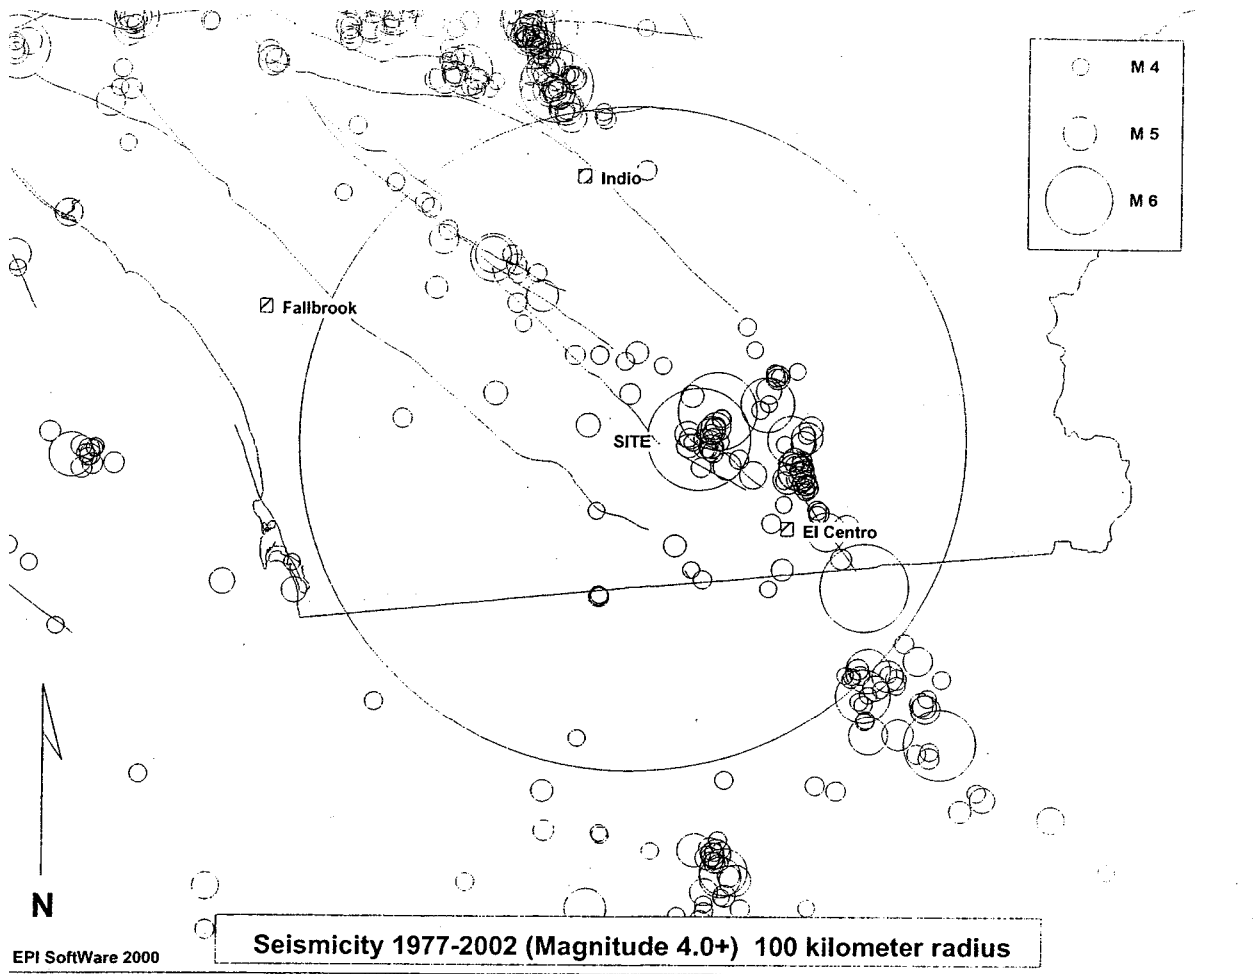 M 4
M 5
M 6
Indio
Fallbrook
SITE
El Centro
N
Seismicity 1977-2002 (Magnitude 4.0+) 100 kilometer radius
EPI SoftWare 2000